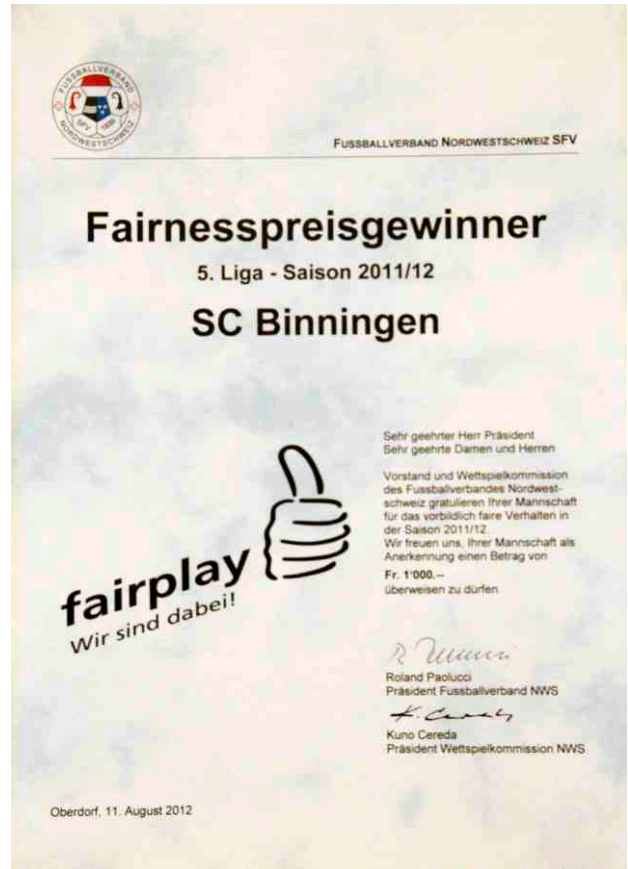 FUSSBALLVERBAND
NORDWESTSCHWEIZ
SFV
FUSSBALLVERBAND NORDWESTSCHWEIZ SFV
Fairnesspreisgewinner
5. Liga - Saison 2011/12
SC Binningen
Sehr geehrter Herr Präsident
Sehr geehrte Damen und Herren
Vorstand und Wettspielkommission
des Fussballverbandes Nordwest-
schweiz gratulieren Ihrer Mannschaft
für das vorbildlich faire Verhalten in
der Saison 2011/12.
Wir freuen uns, Ihrer Mannschaft als
Anerkennung einen Betrag von
Fr. 1'000.--
überweisen zu dürfen.
fairplay
Wir sind dabei!
Roland Paolucci
Präsident Fussballverband NWS
Kuno Cereda
Präsident Wettspielkommission NWS
Oberdorf, 11. August 2012